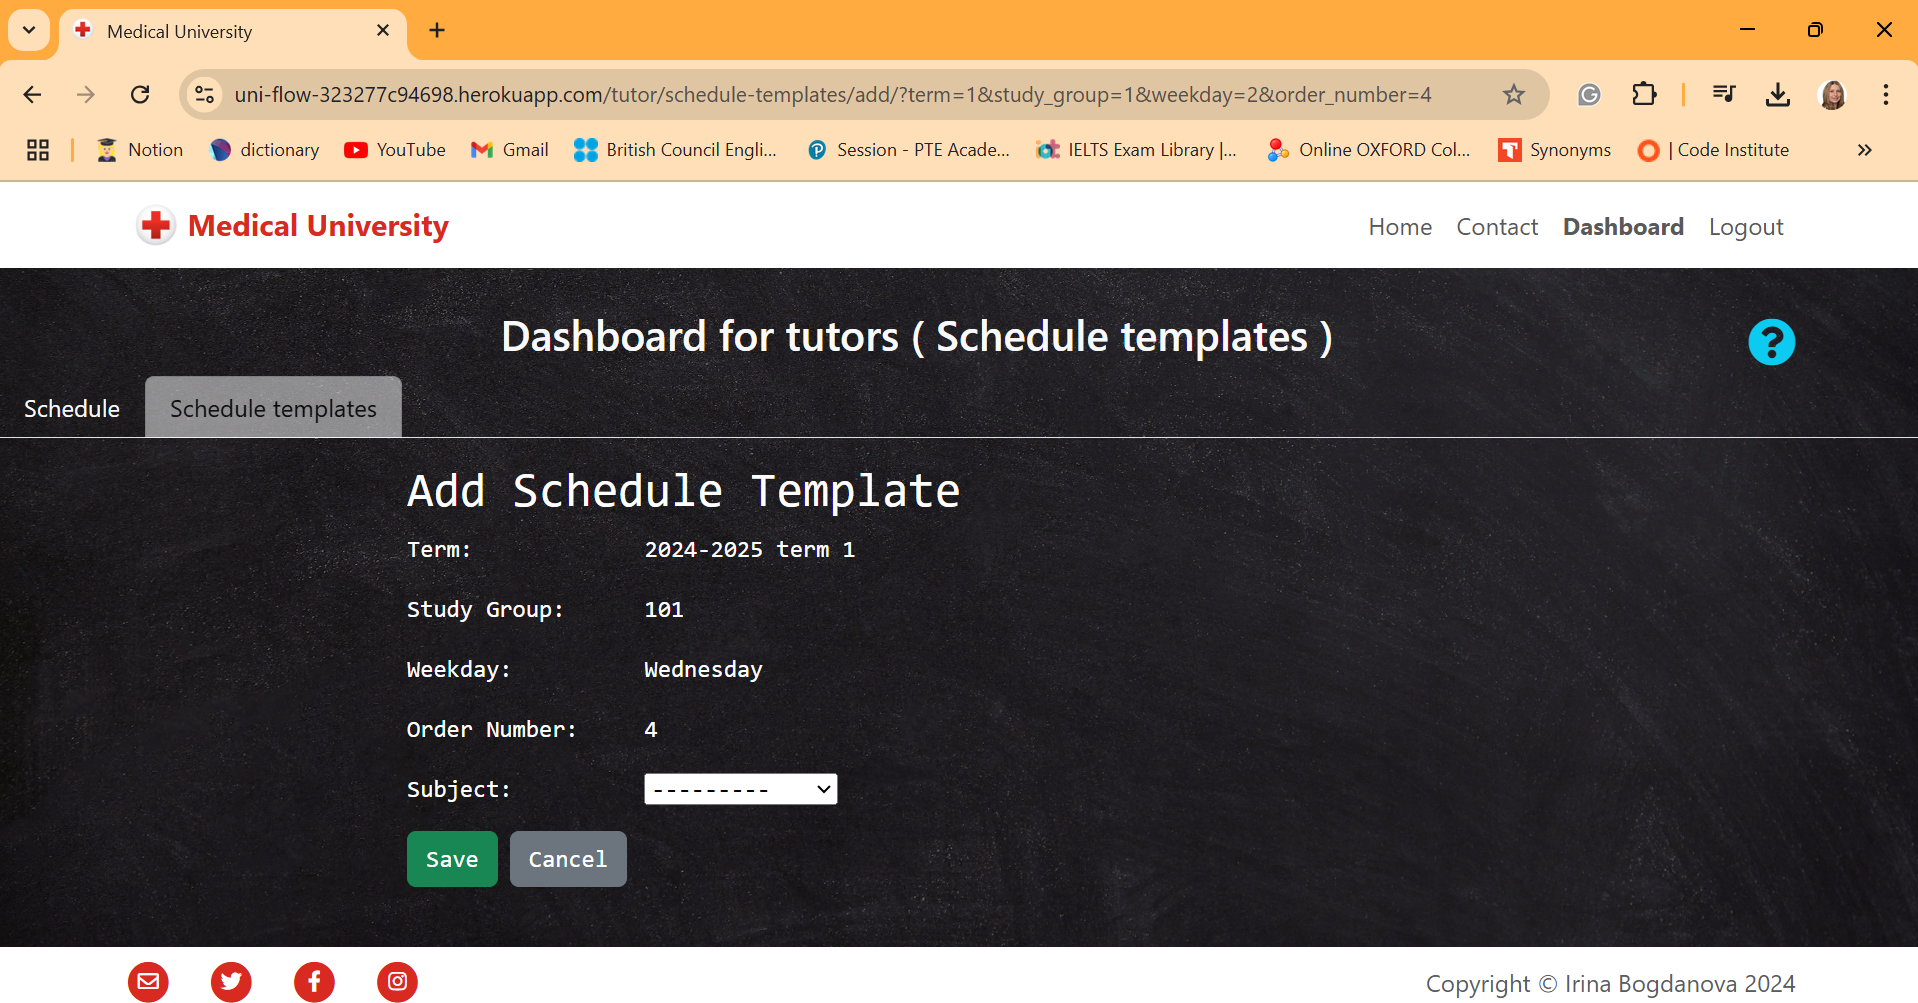 Medical University
uni-flow-323277c94698.herokuapp.com/tutor/schedule-templates/add/?term=1&study_group=1&weekday=2&order_number=4
Notion dictionary YouTube Gmail British Council Engli... Session - PTE Acade... IELTS Exam Library |... Online OXFORD Col... Synonyms | Code Institute
Medical University Home Contact Dashboard Logout
Dashboard for tutors ( Schedule templates )
Schedule Schedule templates
Add Schedule Template
Term: 2024-2025 term 1
Study Group: 101
Weekday: Wednesday
Order Number: 4
Subject: ---------
Save Cancel
Copyright © Irina Bogdanova 2024